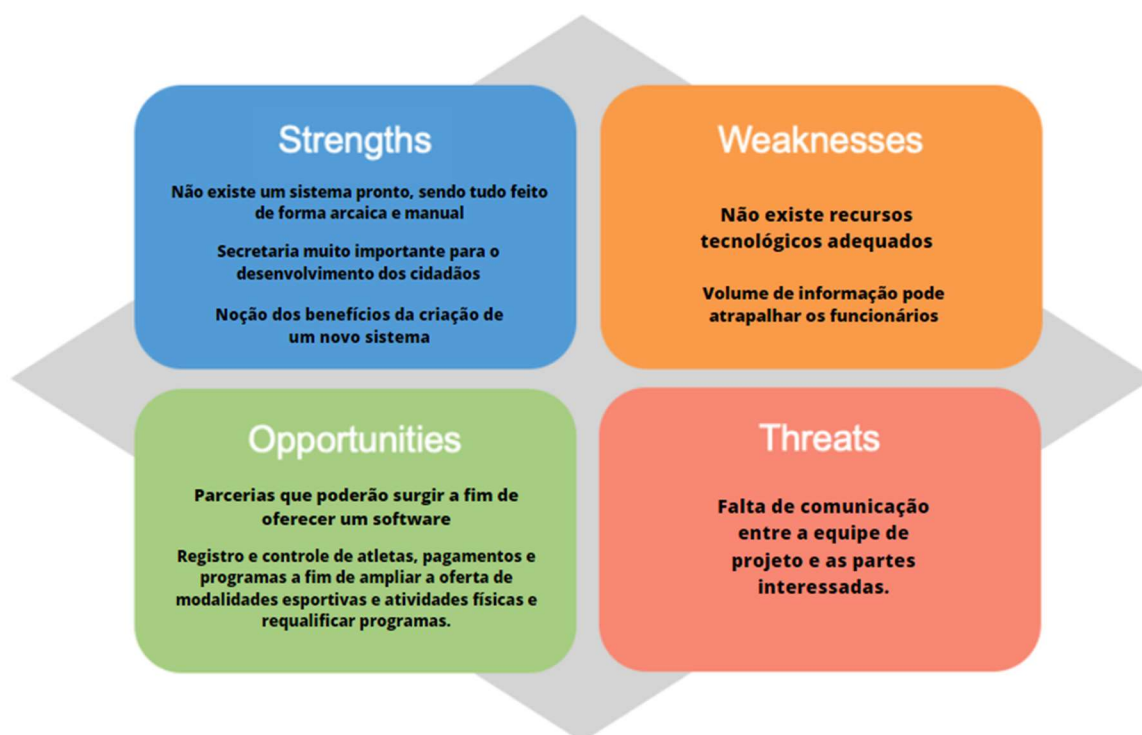 Strengths
Não existe um sistema pronto, sendo tudo feito
de forma arcaica e manual
Secretaria muito importante para o
desenvolvimento dos cidadãos
Noção dos benefícios da criação de
um novo sistema
Weaknesses
Não existe recursos
tecnológicos adequados
Volume de informação pode
atrapalhar os funcionários
Opportunities
Parcerias que poderão surgir a fim de
oferecer um software
Registro e controle de atletas, pagamentos e
programas a fim de ampliar a oferta de
modalidades esportivas e atividades físicas e
requalificar programas.
Threats
Falta de comunicação
entre a equipe de
projeto e as partes
interessadas.